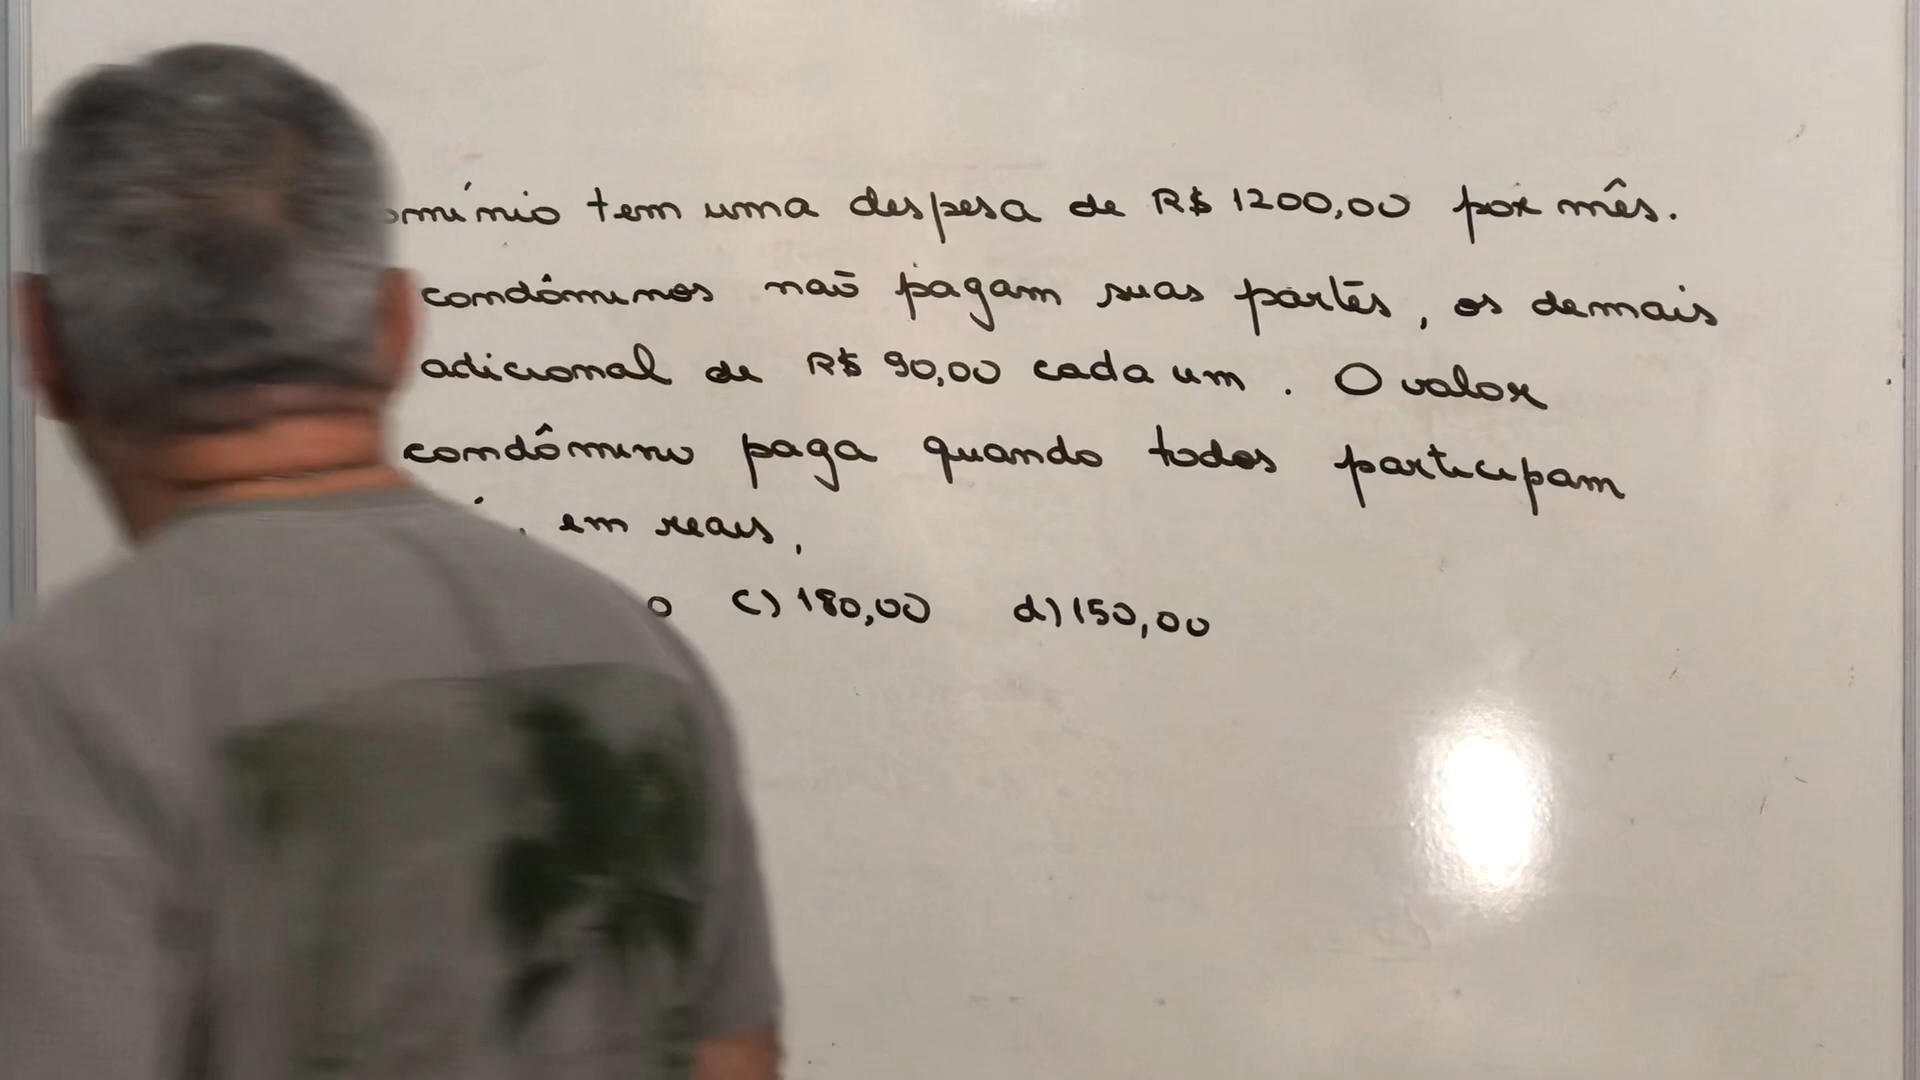 omínio tem uma despesa de R$ 1200,00 por mês.
condôminos não pagam suas partes, os demais
adicional de R$ 90,00 cada um. O valor
condômino paga quando todos participam
em reais,
0 c) 180,00 d) 150,00